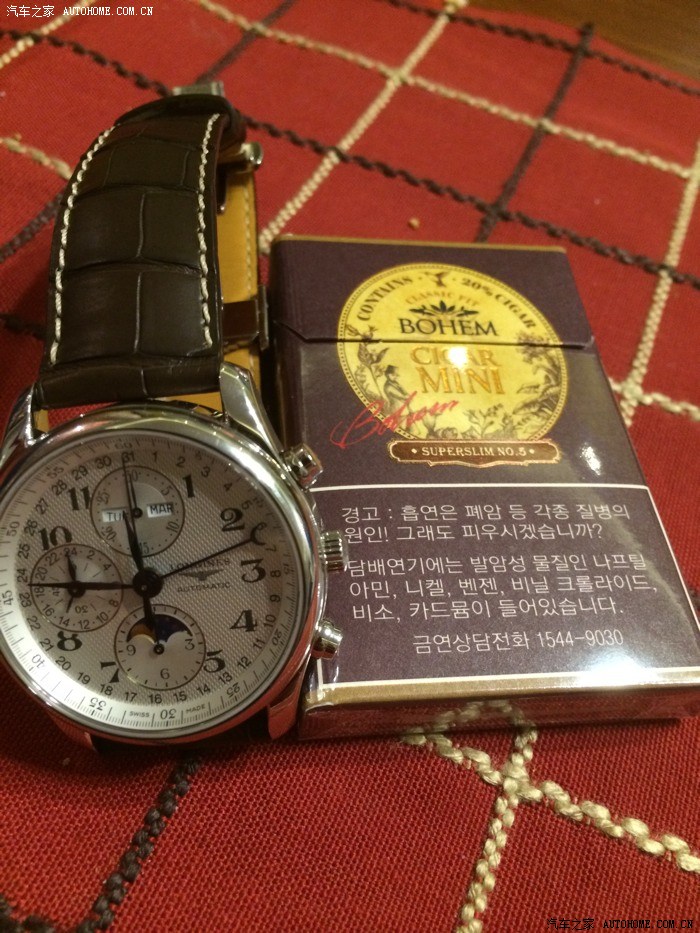 汽车之家 AUTOHOME.COM.CN
CONTAINS 20% CIGAR
CLASSIC FIT
BOHEM
CIGAR
MINI
Bohem
SUPERSLIM NO.5
경고 : 흡연은 폐암 등 각종 질병의
원인! 그래도 피우시겠습니까?
담배연기에는 발암성 물질인 나프틸
아민, 니켈, 벤젠, 비닐 크롤라이드,
비소, 카드뮴이 들어있습니다.
금연상담전화 1544-9030
MAR
LONGINES
AUTOMATIC
SWISS MADE
汽车之家 AUTOHOME.COM.CN